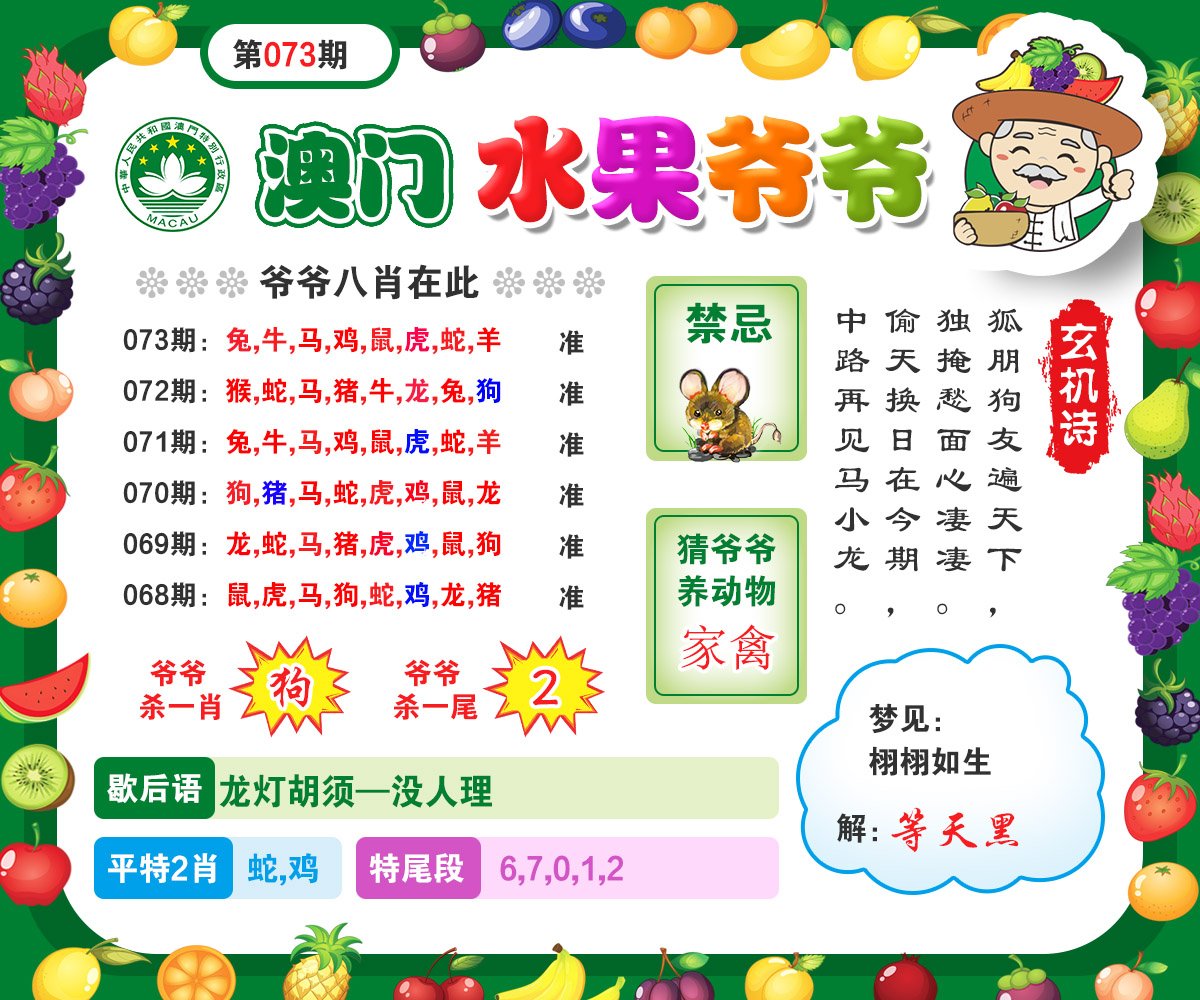 第073期
中華人民共和國澳門特別行政區
MACAU
澳门 水果爷爷
爷爷八肖在此
073期：兔,牛,马,鸡,鼠,虎,蛇,羊 准
072期：猴,蛇,马,猪,牛,龙,兔,狗 准
071期：兔,牛,马,鸡,鼠,虎,蛇,羊 准
070期：狗,猪,马,蛇,虎,鸡,鼠,龙 准
069期：龙,蛇,马,猪,虎,鸡,鼠,狗 准
068期：鼠,虎,马,狗,蛇,鸡,龙,猪 准
爷爷
杀一肖
狗
爷爷
杀一尾
2
禁忌
猜爷爷
养动物
家禽
玄机诗
狐朋狗友遍天下，
独掩愁面心凄凄。
偷天换日在今期，
中路再见马小龙。
梦见：
栩栩如生
解：等天黑
歇后语 龙灯胡须—没人理
平特2肖 蛇,鸡
特尾段 6,7,0,1,2